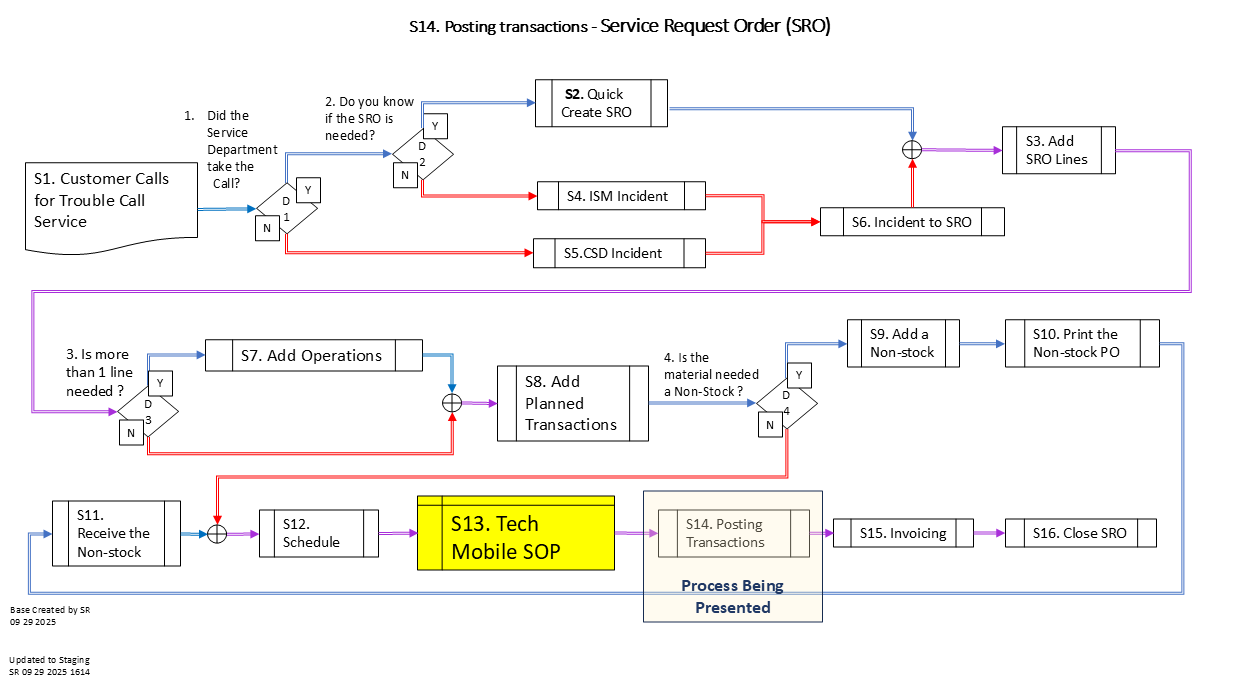 S14. Posting transactions - Service Request Order (SRO)
1. Did the
Service
Department
take the
Call?
2. Do you know
if the SRO is
needed?
S2. Quick
Create SRO
S3. Add
SRO Lines
S1. Customer Calls
for Trouble Call
Service
D
1
Y
N
D
2
Y
N
S4. ISM Incident
S5.CSD Incident
S6. Incident to SRO
3. Is more
than 1 line
needed ?
D
3
Y
N
S7. Add Operations
S8. Add
Planned
Transactions
4. Is the
material needed
a Non-Stock ?
D
4
Y
N
S9. Add a
Non-stock
S10. Print the
Non-stock PO
S11.
Receive the
Non-stock
S12.
Schedule
S13. Tech
Mobile SOP
S14. Posting
Transactions
Process Being
Presented
S15. Invoicing
S16. Close SRO
Base Created by SR
09 29 2025
Updated to Staging
SR 09 29 2025 1614